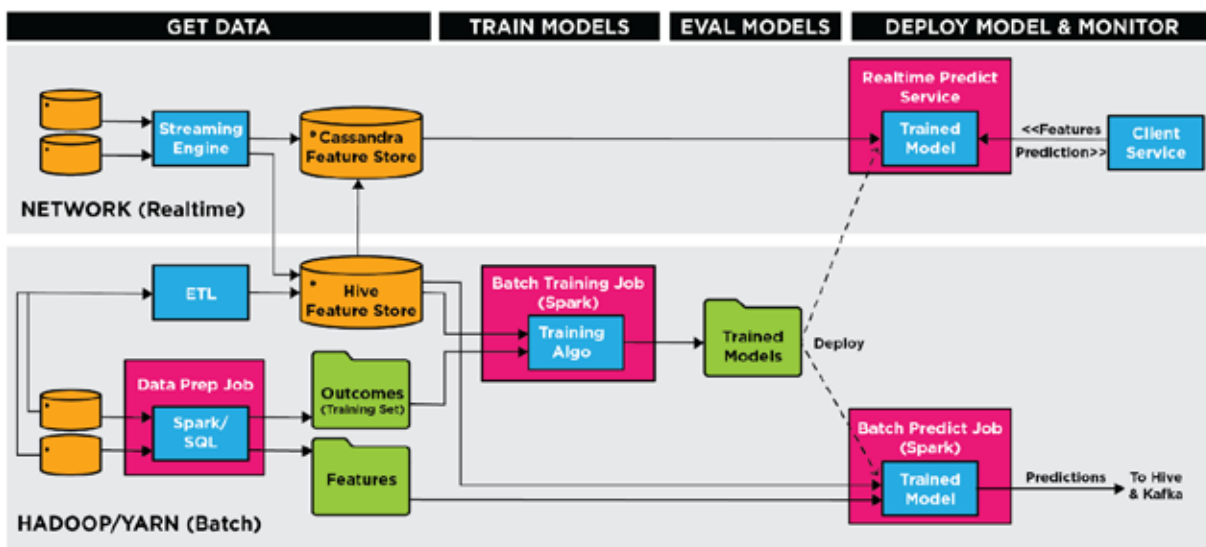 GET DATA
TRAIN MODELS
EVAL MODELS
DEPLOY MODEL & MONITOR
Streaming
Engine
Cassandra
Feature Store
Realtime Predict
Service
Trained
Model
<<Features
Prediction>>
Client
Service
NETWORK (Realtime)
ETL
Hive
Feature Store
Batch Training Job
(Spark)
Training
Algo
Trained
Models
Deploy
Data Prep Job
Spark/
SQL
Outcomes
(Training Set)
Features
Batch Predict Job
(Spark)
Trained
Model
Predictions
To Hive
& Kafka
HADOOP/YARN (Batch)